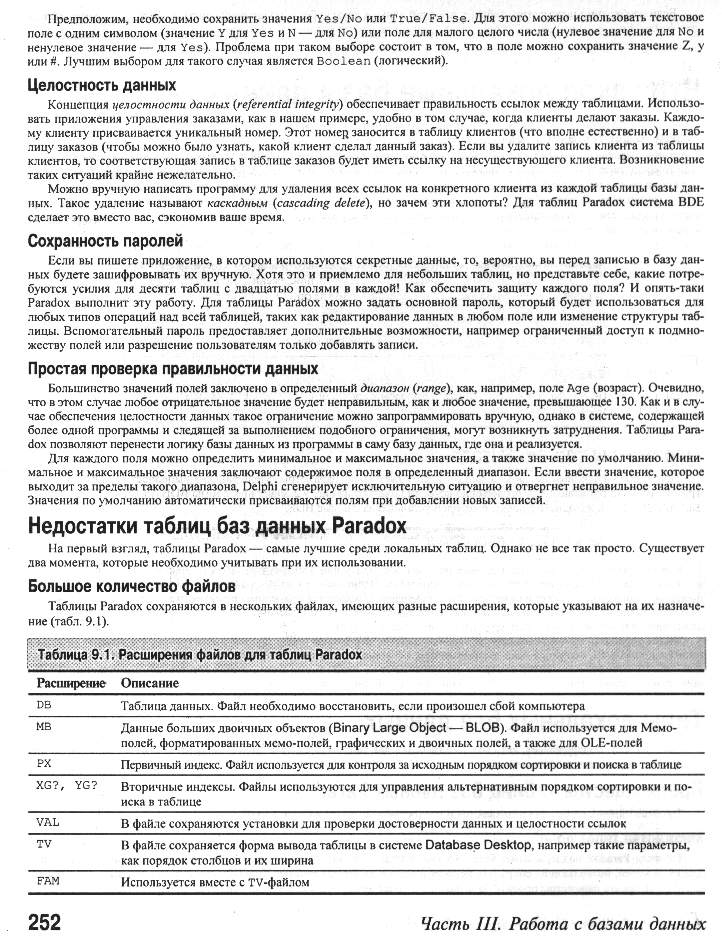 Предположим, необходимо сохранить значения Yes/No или True/False. Для этого можно использовать текстовое
поле с одним символом (значение Y для Yes и N — для No) или поле для малого целого числа (нулевое значение для No и
ненулевое значение — для Yes). Проблема при таком выборе состоит в том, что в поле можно сохранить значение Z, y
или #. Лучшим выбором для такого случая является Boolean (логический).
Целостность данных
Концепция целостности данных (referential integrity) обеспечивает правильность ссылок между таблицами. Использо-
вать приложения управления заказами, как в нашем примере, удобно в том случае, когда клиенты делают заказы. Каждо-
му клиенту присваивается уникальный номер. Этот номер заносится в таблицу клиентов (что вполне естественно) и в таб-
лицу заказов (чтобы можно было узнать, какой клиент сделал данный заказ). Если вы удалите запись клиента из таблицы
клиентов, то соответствующая запись в таблице заказов будет иметь ссылку на несуществующего клиента. Возникновение
таких ситуаций крайне нежелательно.
Можно вручную написать программу для удаления всех ссылок на конкретного клиента из каждой таблицы базы дан-
ных. Такое удаление называют каскадным (cascading delete), но зачем эти хлопоты? Для таблиц Paradox система BDE
сделает это вместо вас, сэкономив ваше время.
Сохранность паролей
Если вы пишете приложение, в котором используются секретные данные, то, вероятно, вы перед записью в базу дан-
ных будете зашифровывать их вручную. Хотя это и приемлемо для небольших таблиц, но представьте себе, какие потре-
буются усилия для десяти таблиц с двадцатью полями в каждой! Как обеспечить защиту каждого поля? И опять-таки
Paradox выполнит эту работу. Для таблицы Paradox можно задать основной пароль, который будет использоваться для
любых типов операций над всей таблицей, таких как редактирование данных в любом поле или изменение структуры таб-
лицы. Вспомогательный пароль предоставляет дополнительные возможности, например ограниченный доступ к подмно-
жеству полей или разрешение пользователям только добавлять записи.
Простая проверка правильности данных
Большинство значений полей заключено в определенный диапазон (range), как, например, поле Age (возраст). Очевидно,
что в этом случае любое отрицательное значение будет неправильным, как и любое значение, превышающее 130. Как и в слу-
чае обеспечения целостности данных такое ограничение можно запрограммировать вручную, однако в системе, содержащей
более одной программы и следящей за выполнением подобного ограничения, могут возникнуть затруднения. Таблицы Para-
dox позволяют перенести логику базы данных из программы в саму базу данных, где она и реализуется.
Для каждого поля можно определить минимальное и максимальное значения, а также значение по умолчанию. Мини-
мальное и максимальное значения заключают содержимое поля в определенный диапазон. Если ввести значение, которое
выходит за пределы такого диапазона, Delphi сгенерирует исключительную ситуацию и отвергнет неправильное значение.
Значения по умолчанию автоматически присваиваются полям при добавлении новых записей.
Недостатки таблиц баз данных Paradox
На первый взгляд, таблицы Paradox — самые лучшие среди локальных таблиц. Однако не все так просто. Существует
два момента, которые необходимо учитывать при их использовании.
Большое количество файлов
Таблицы Paradox сохраняются в нескольких файлах, имеющих разные расширения, которые указывают на их назначе-
ние (табл. 9.1).
Таблица 9.1. Расширения файлов для таблиц Paradox
Расширение Описание
DB Таблица данных. Файл необходимо восстановить, если произошел сбой компьютера
MB Данные больших двоичных объектов (Binary Large Object — BLOB). Файл используется для Мемо-
полей, форматированных мемо-полей, графических и двоичных полей, а также для OLE-полей
PX Первичный индекс. Файл используется для контроля за исходным порядком сортировки и поиска в таблице
XG?, YG? Вторичные индексы. Файлы используются для управления альтернативным порядком сортировки и по-
иска в таблице
VAL В файле сохраняются установки для проверки достоверности данных и целостности ссылок
TV В файле сохраняется форма вывода таблицы в системе Database Desktop, например такие параметры,
как порядок столбцов и их ширина
FAM Используется вместе с TV-файлом
252 Часть III. Работа с базами данных